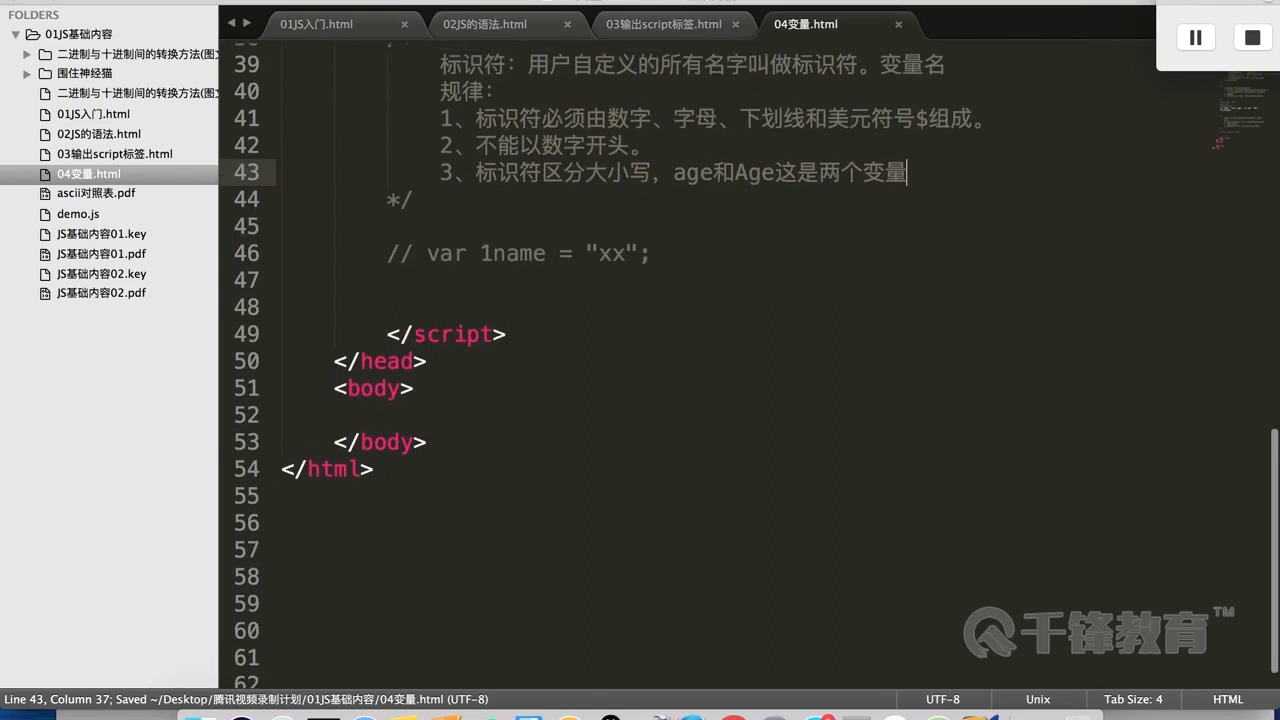 FOLDERS
01JS基础内容
二进制与十进制间的转换方法(图文
围住神经猫
二进制与十进制间的转换方法(图文
01JS入门.html
02JS的语法.html
03输出script标签.html
04变量.html
ascii对照表.pdf
demo.js
JS基础内容01.key
JS基础内容01.pdf
JS基础内容02.key
JS基础内容02.pdf
01JS入门.html × 02JS的语法.html × 03输出script标签.html × 04变量.html ×
39 标识符：用户自定义的所有名字叫做标识符。变量名
40 规律：
41 1、标识符必须由数字、字母、下划线和美元符号$组成。
42 2、不能以数字开头。
43 3、标识符区分大小写，age和Age这是两个变量
44 */
45
46 // var 1name = "xx";
47
48
49 </script>
50 </head>
51 <body>
52
53 </body>
54 </html>
55
56
57
58
59
60
61
62
千锋教育™
Line 43, Column 37; Saved ~/Desktop/腾讯视频录制计划/01JS基础内容/04变量.html (UTF-8) UTF-8 Unix Tab Size: 4 HTML